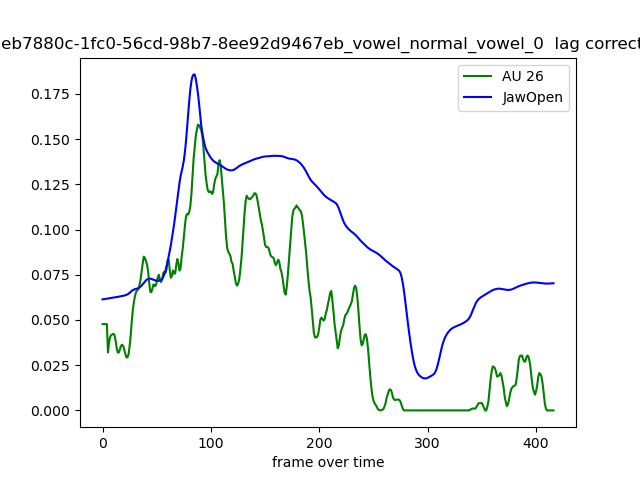 eb7880c-1fc0-56cd-98b7-8ee92d9467eb_vowel_normal_vowel_0 lag correct
AU 26
JawOpen
0.175
0.150
0.125
0.100
0.075
0.050
0.025
0.000
0 100 200 300 400
frame over time